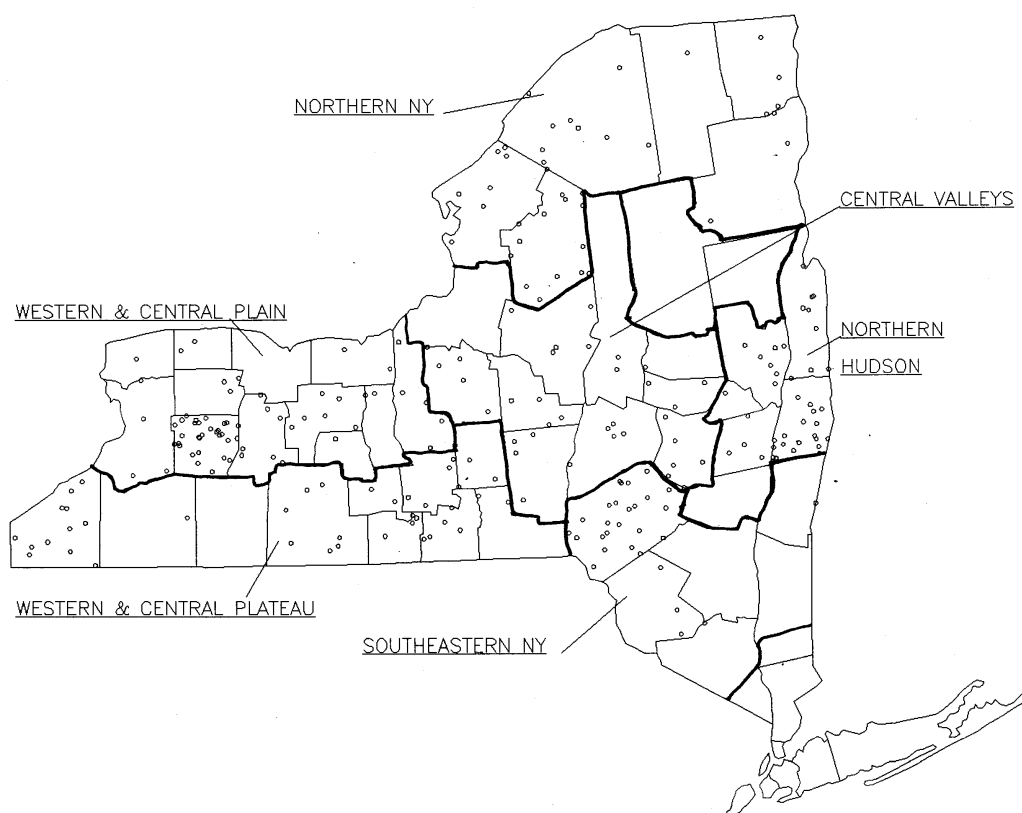 NORTHERN NY
CENTRAL VALLEYS
WESTERN & CENTRAL PLAIN
NORTHERN
HUDSON
WESTERN & CENTRAL PLATEAU
SOUTHEASTERN NY